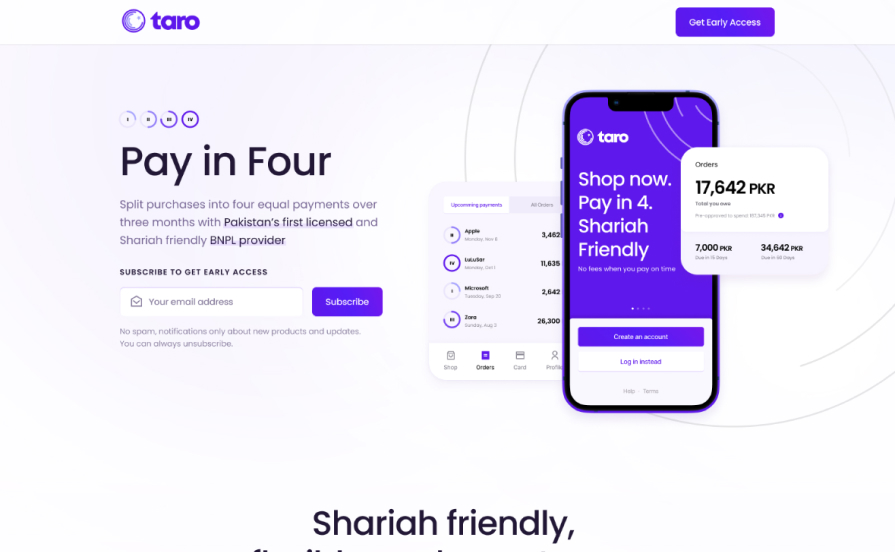 taro
Get Early Access
I II III IV
Pay in Four
Split purchases into four equal payments over
three months with Pakistan's first licensed and
Shariah friendly BNPL provider
SUBSCRIBE TO GET EARLY ACCESS
Your email address
Subscribe
No spam, notifications only about new products and updates.
You can always unsubscribe.
Upcoming payments
All Orders
II
Apple
Monday, Nov 8
3,462
IV
LuLuSar
Monday, Oct 1
11,635
I
Microsoft
Tuesday, Sep 20
2,642
III
Zara
Sunday, Aug 2
26,300
Shop
Orders
Card
Profile
taro
Shop now.
Pay in 4.
Shariah
Friendly
No fees when you pay on time
Create an account
Log in instead
Help
Terms
Orders
17,642 PKR
Total you owe
Pre-approved to spend
7,000 PKR
Due in 15 Days
34,642 PKR
Shariah friendly,